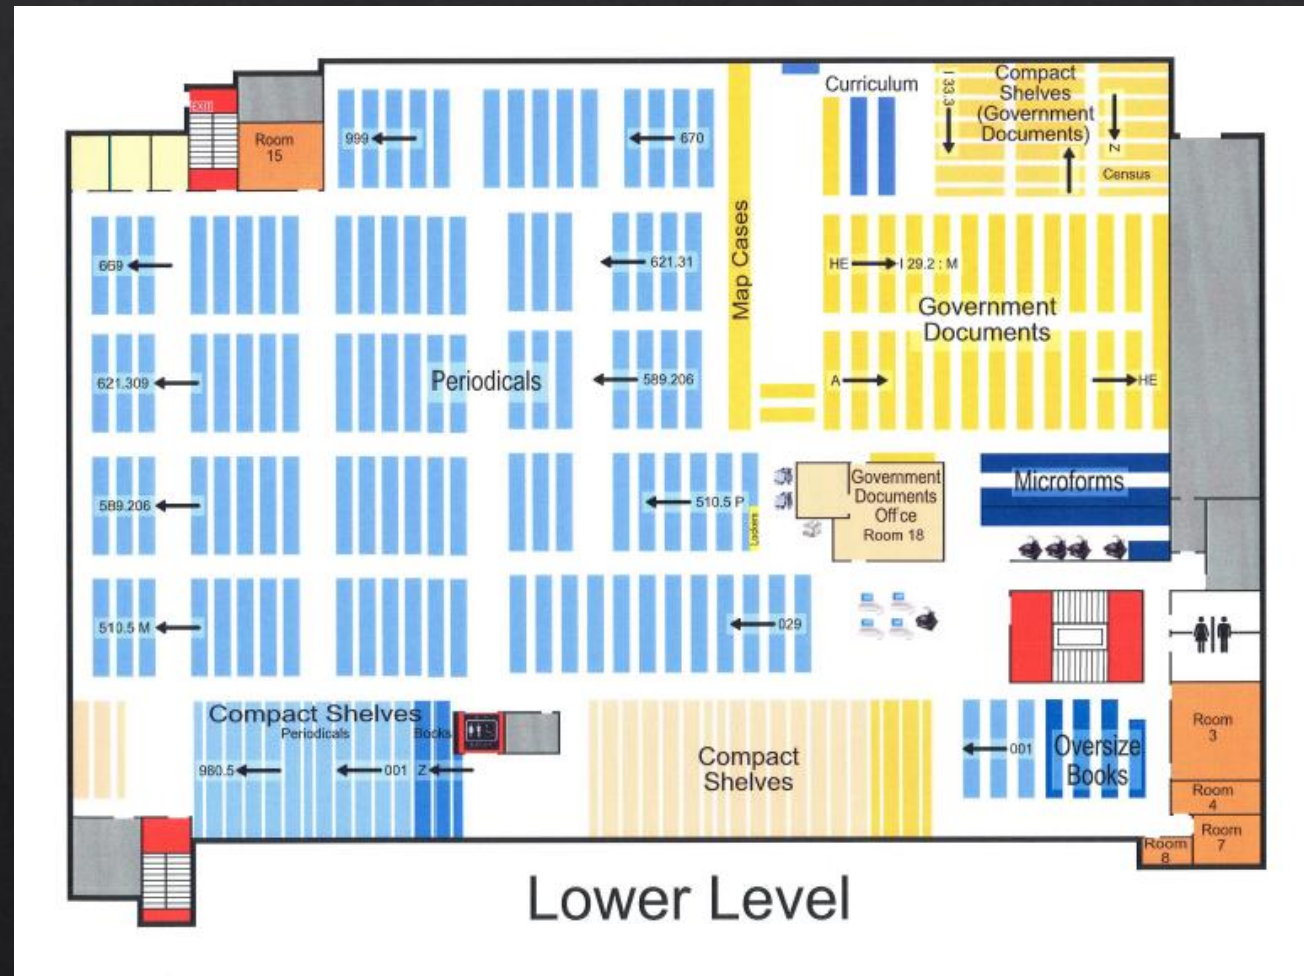 EXIT
Room
15
999
670
Curriculum
I 33.3
Compact
Shelves
(Government
Documents)
Z
Census
Map Cases
669
621.31
HE
I 29.2 : M
Government
Documents
621.309
Periodicals
589.206
A
HE
589.206
510.5 P
Lockers
Government
Documents
Off ce
Room 18
Microforms
510.5 M
029
Compact Shelves
Periodicals
Books
980.5
001
Z
Compact
Shelves
001
Oversize
Books
Room
3
Room
4
Room
7
Room
8
Lower Level